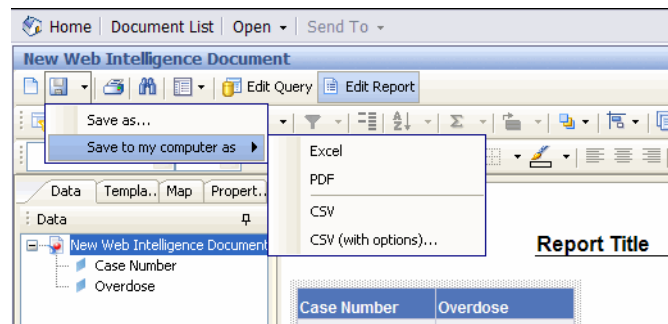 Home Document List Open Send To
New Web Intelligence Document
Edit Query Edit Report
Save as...
Save to my computer as
Excel
PDF
CSV
CSV (with options)...
Data Templa.. Map Propert..
Data
New Web Intelligence Document
Case Number
Overdose
Report Title
Case Number Overdose